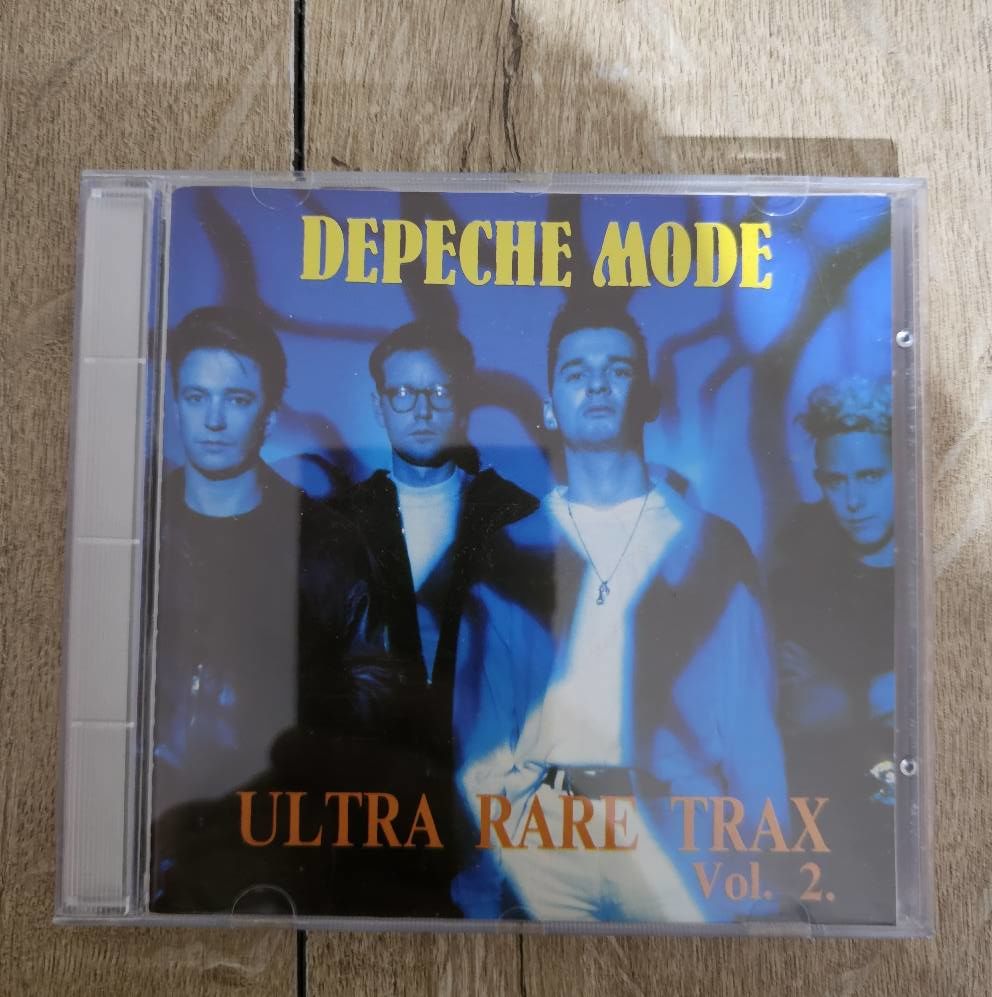 DEPECHE MODE
ULTRA RARE TRAX
Vol. 2.